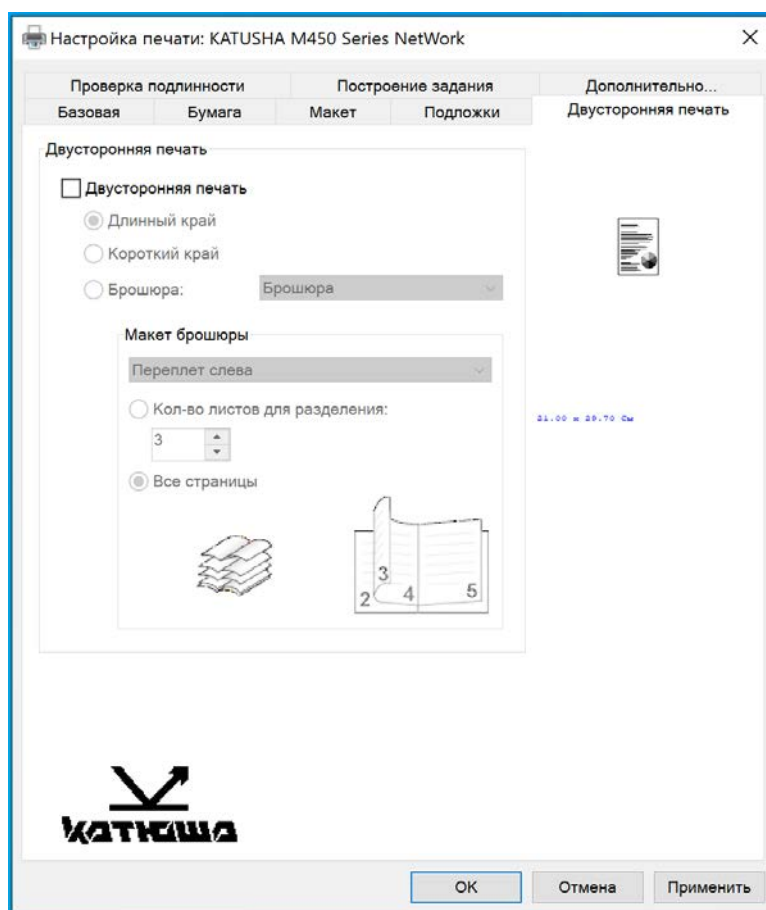 Настройка печати: KATUSHA M450 Series NetWork
Проверка подлинности Построение задания Дополнительно...
Базовая Бумага Макет Подложки Двусторонняя печать
Двусторонняя печать
Двусторонняя печать
Длинный край
Короткий край
Брошюра: Брошюра
Макет брошюры
Переплет слева
Кол-во листов для разделения:
21.00 x 29.70 См
3
Все страницы
3
2 4 5
катюша
OK Отмена Применить